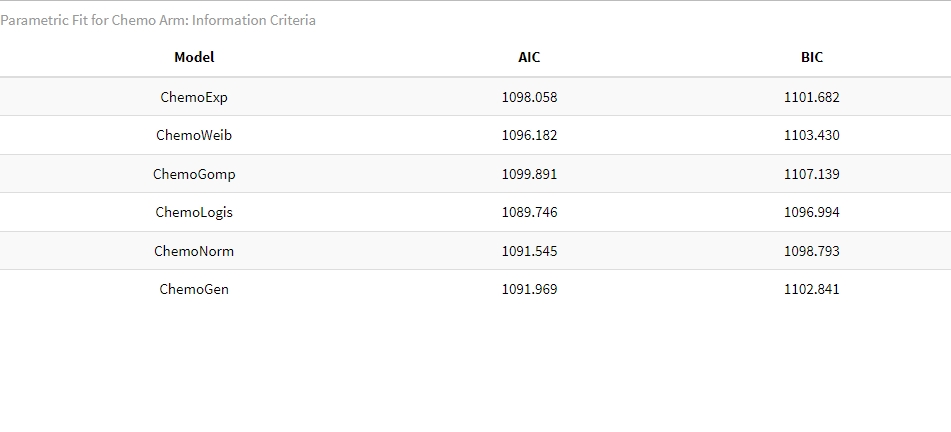 Parametric Fit for Chemo Arm: Information Criteria
Model AIC BIC
ChemoExp 1098.058 1101.682
ChemoWeib 1096.182 1103.430
ChemoGomp 1099.891 1107.139
ChemoLogis 1089.746 1096.994
ChemoNorm 1091.545 1098.793
ChemoGen 1091.969 1102.841